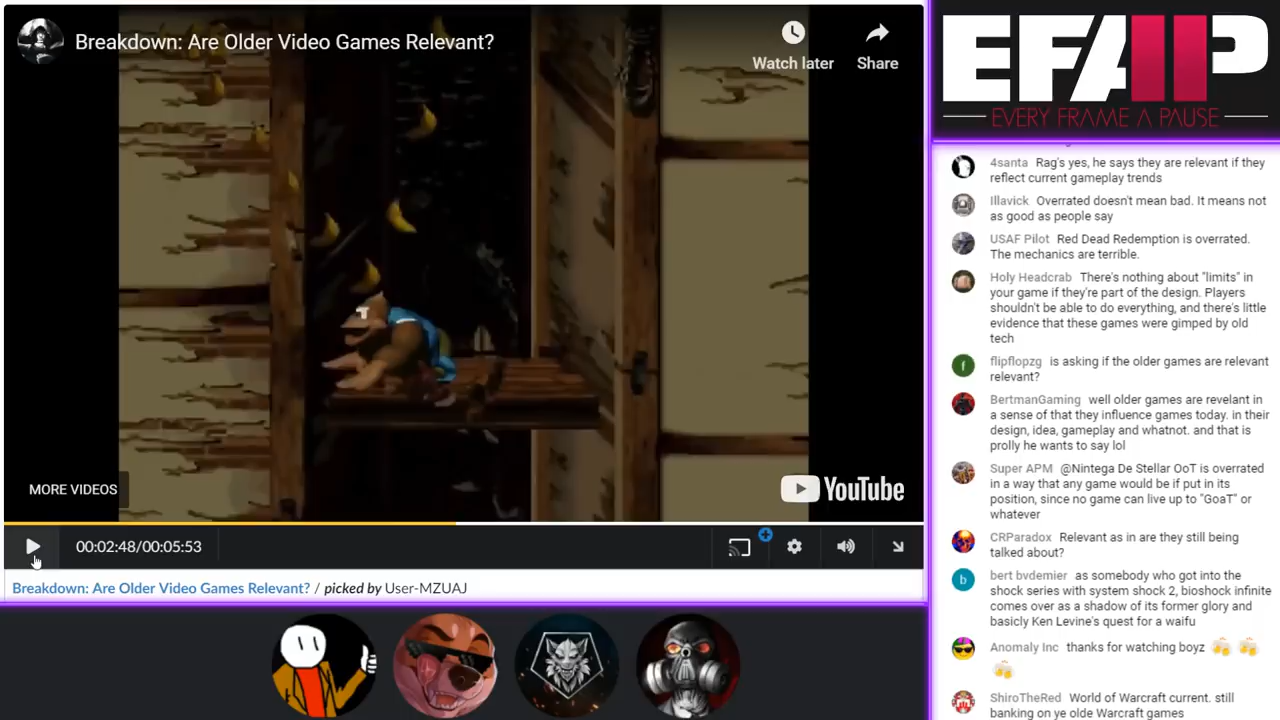 Breakdown: Are Older Video Games Relevant?
Watch later
Share
MORE VIDEOS
YouTube
00:02:48/00:05:53
Breakdown: Are Older Video Games Relevant? / picked by User-MZUAJ
EFAP
EVERY FRAME A PAUSE
4santa Rag's yes, he says they are relevant if they
reflect current gameplay trends
Illavick Overrated doesn't mean bad. It means not
as good as people say
USAF Pilot Red Dead Redemption is overrated.
The mechanics are terrible.
Holy Headcrab There's nothing about "limits" in
your game if they're part of the design. Players
shouldn't be able to do everything, and there's little
evidence that these games were gimped by old
tech
flipflopzg is asking if the older games are relevant
relevant?
BertmanGaming well older games are revelant in
a sense of that they influence games today. in their
design, idea, gameplay and whatnot. and that is
prolly he wants to say lol
Super APM @Nintega De Stellar OoT is overrated
in a way that any game would be if put in its
position, since no game can live up to "GoaT" or
whatever
CRParadox Relevant as in are they still being
talked about?
bert bvdemier as somebody who got into the
shock series with system shock 2, bioshock infinite
comes over as a shadow of its former glory and
basicly Ken Levine's quest for a waifu
Anomaly Inc thanks for watching boyz
ShiroTheRed World of Warcraft current. still
banking on ye olde Warcraft games